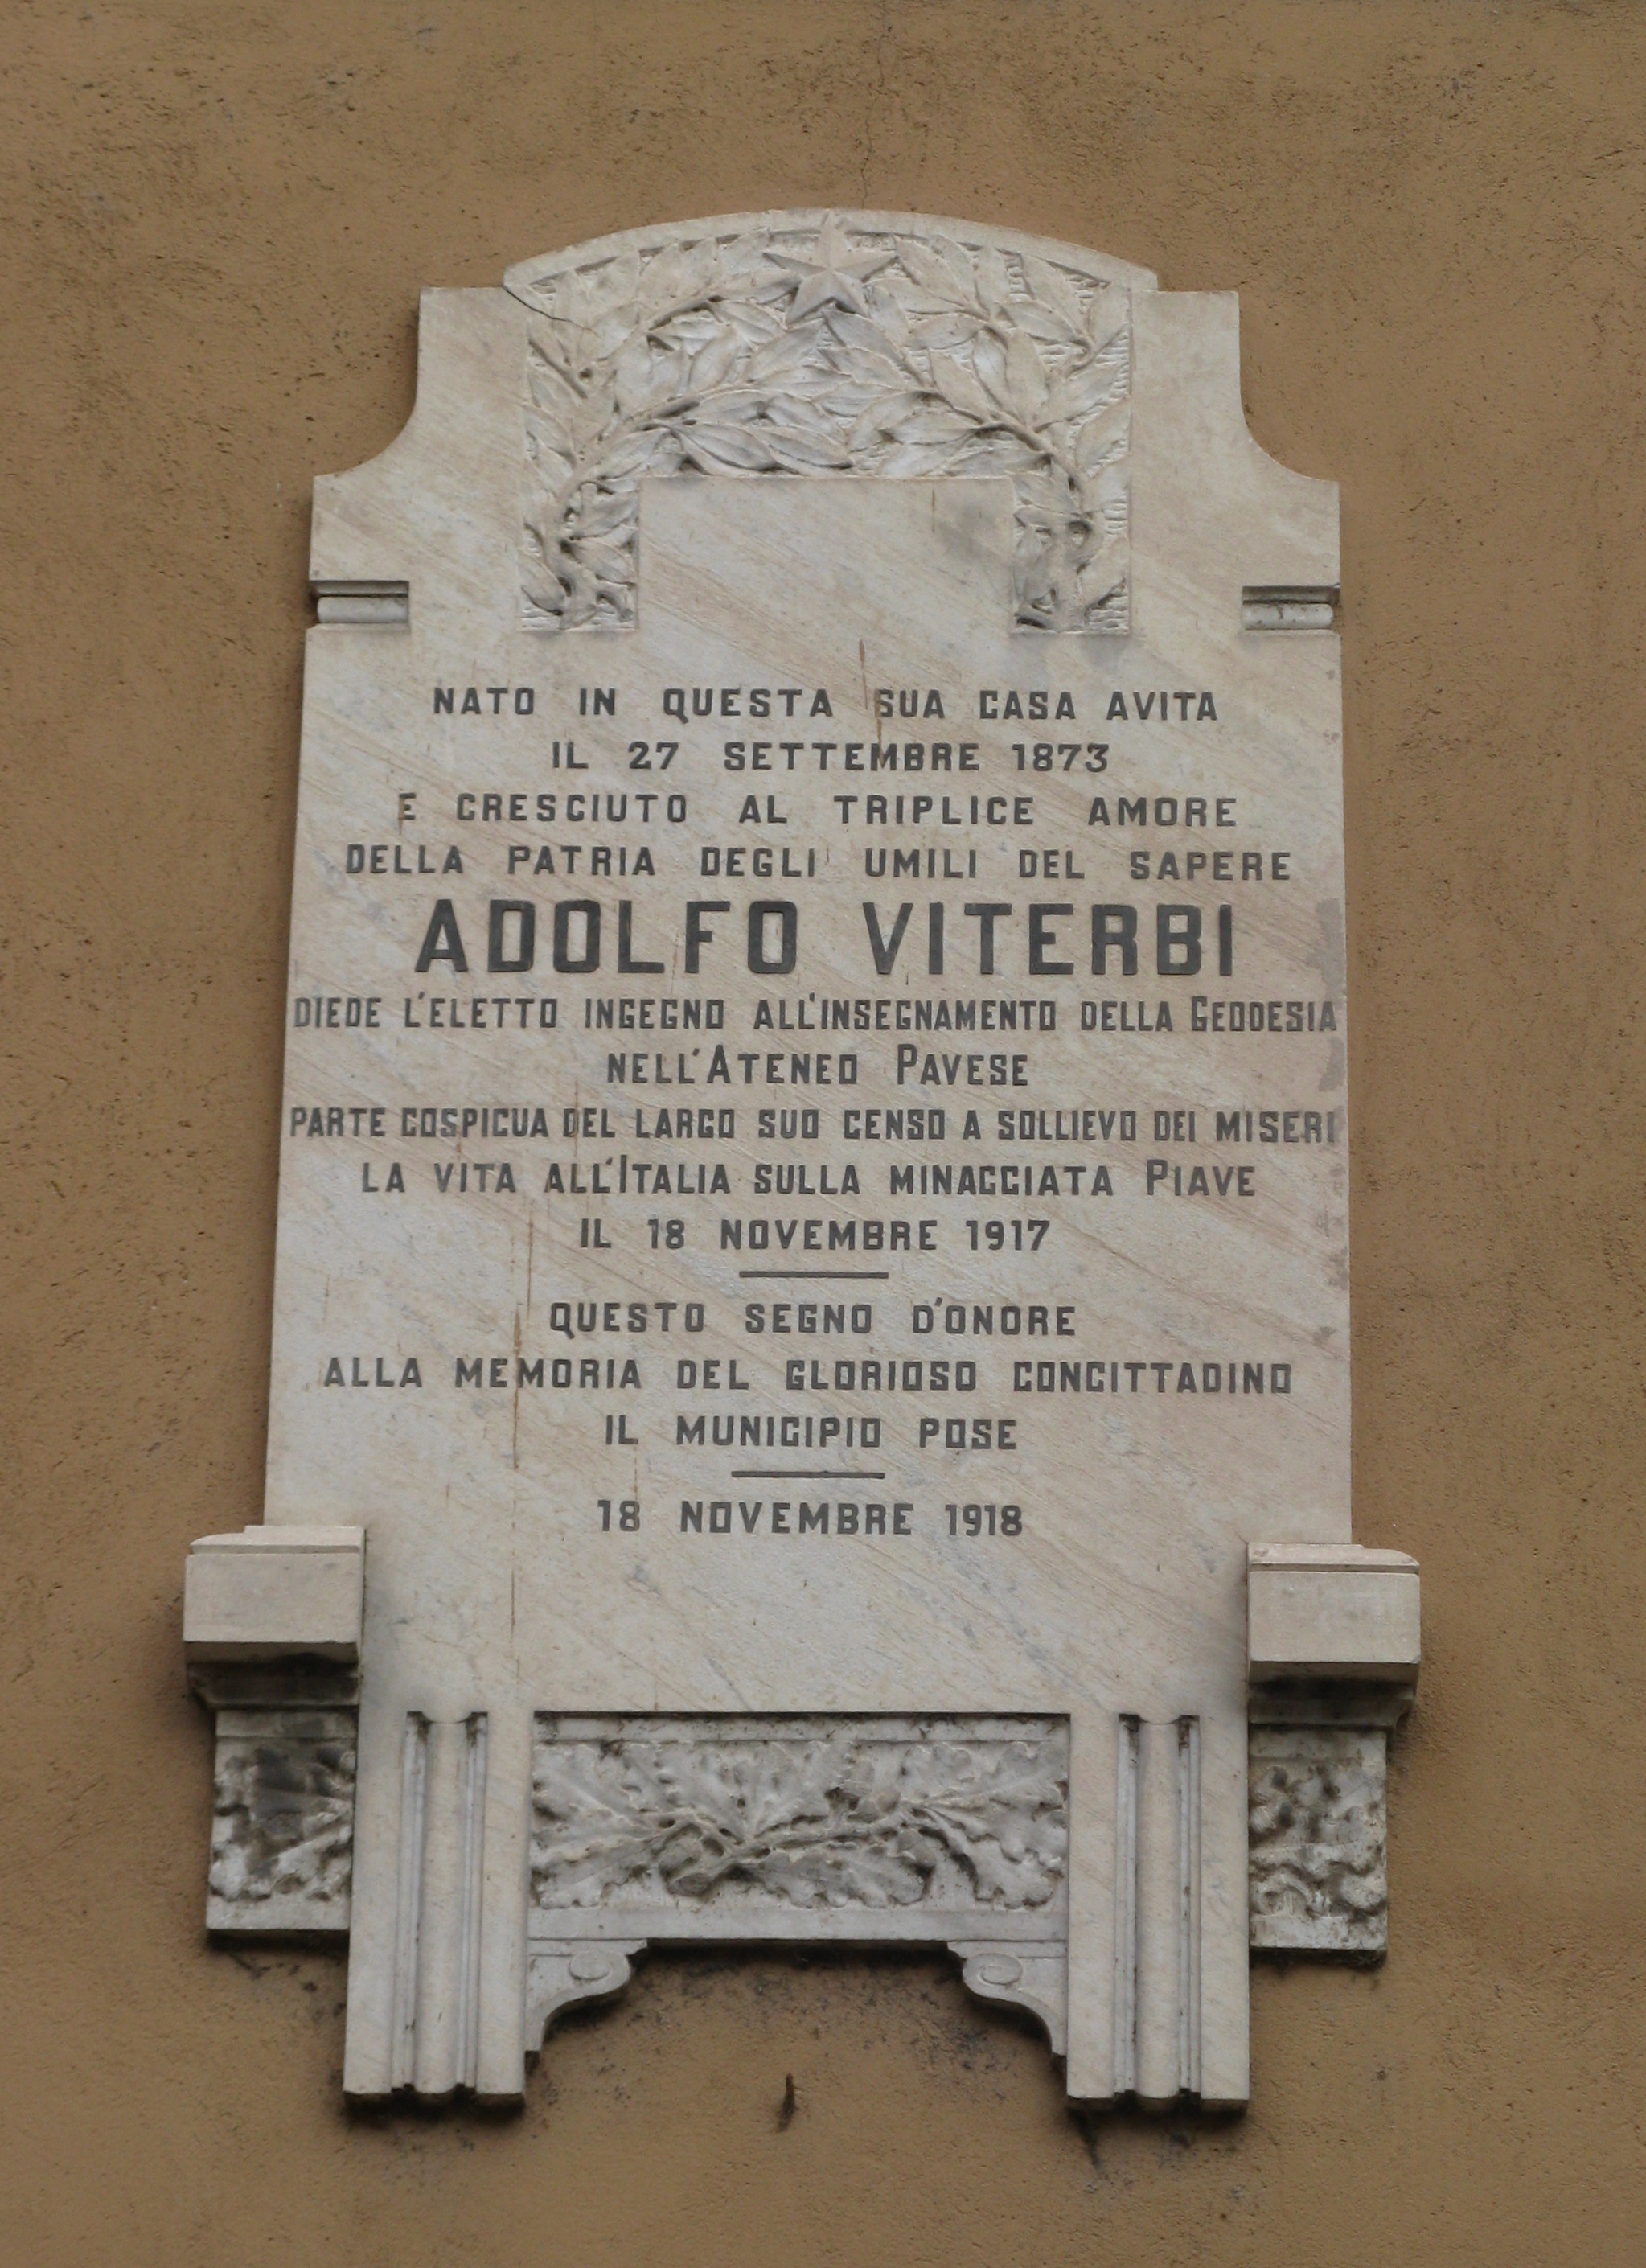 NATO IN QUESTA SUA CASA AVITA
IL 27 SETTEMBRE 1873
E CRESCIUTO AL TRIPLICE AMORE
DELLA PATRIA DEGLI UMILI DEL SAPERE
ADOLFO VITERBI
DIEDE L'ELETTO INGEGNO ALL'INSEGNAMENTO DELLA GEODESIA
NELL'ATENEO PAVESE
PARTE COSPICUA DEL LARGO SUO CENSO A SOLLIEVO DEI MISERI
LA VITA ALL'ITALIA SULLA MINACCIATA PIAVE
IL 18 NOVEMBRE 1917
QUESTO SEGNO D'ONORE
ALLA MEMORIA DEL GLORIOSO CONCITTADINO
IL MUNICIPIO POSE
18 NOVEMBRE 1918